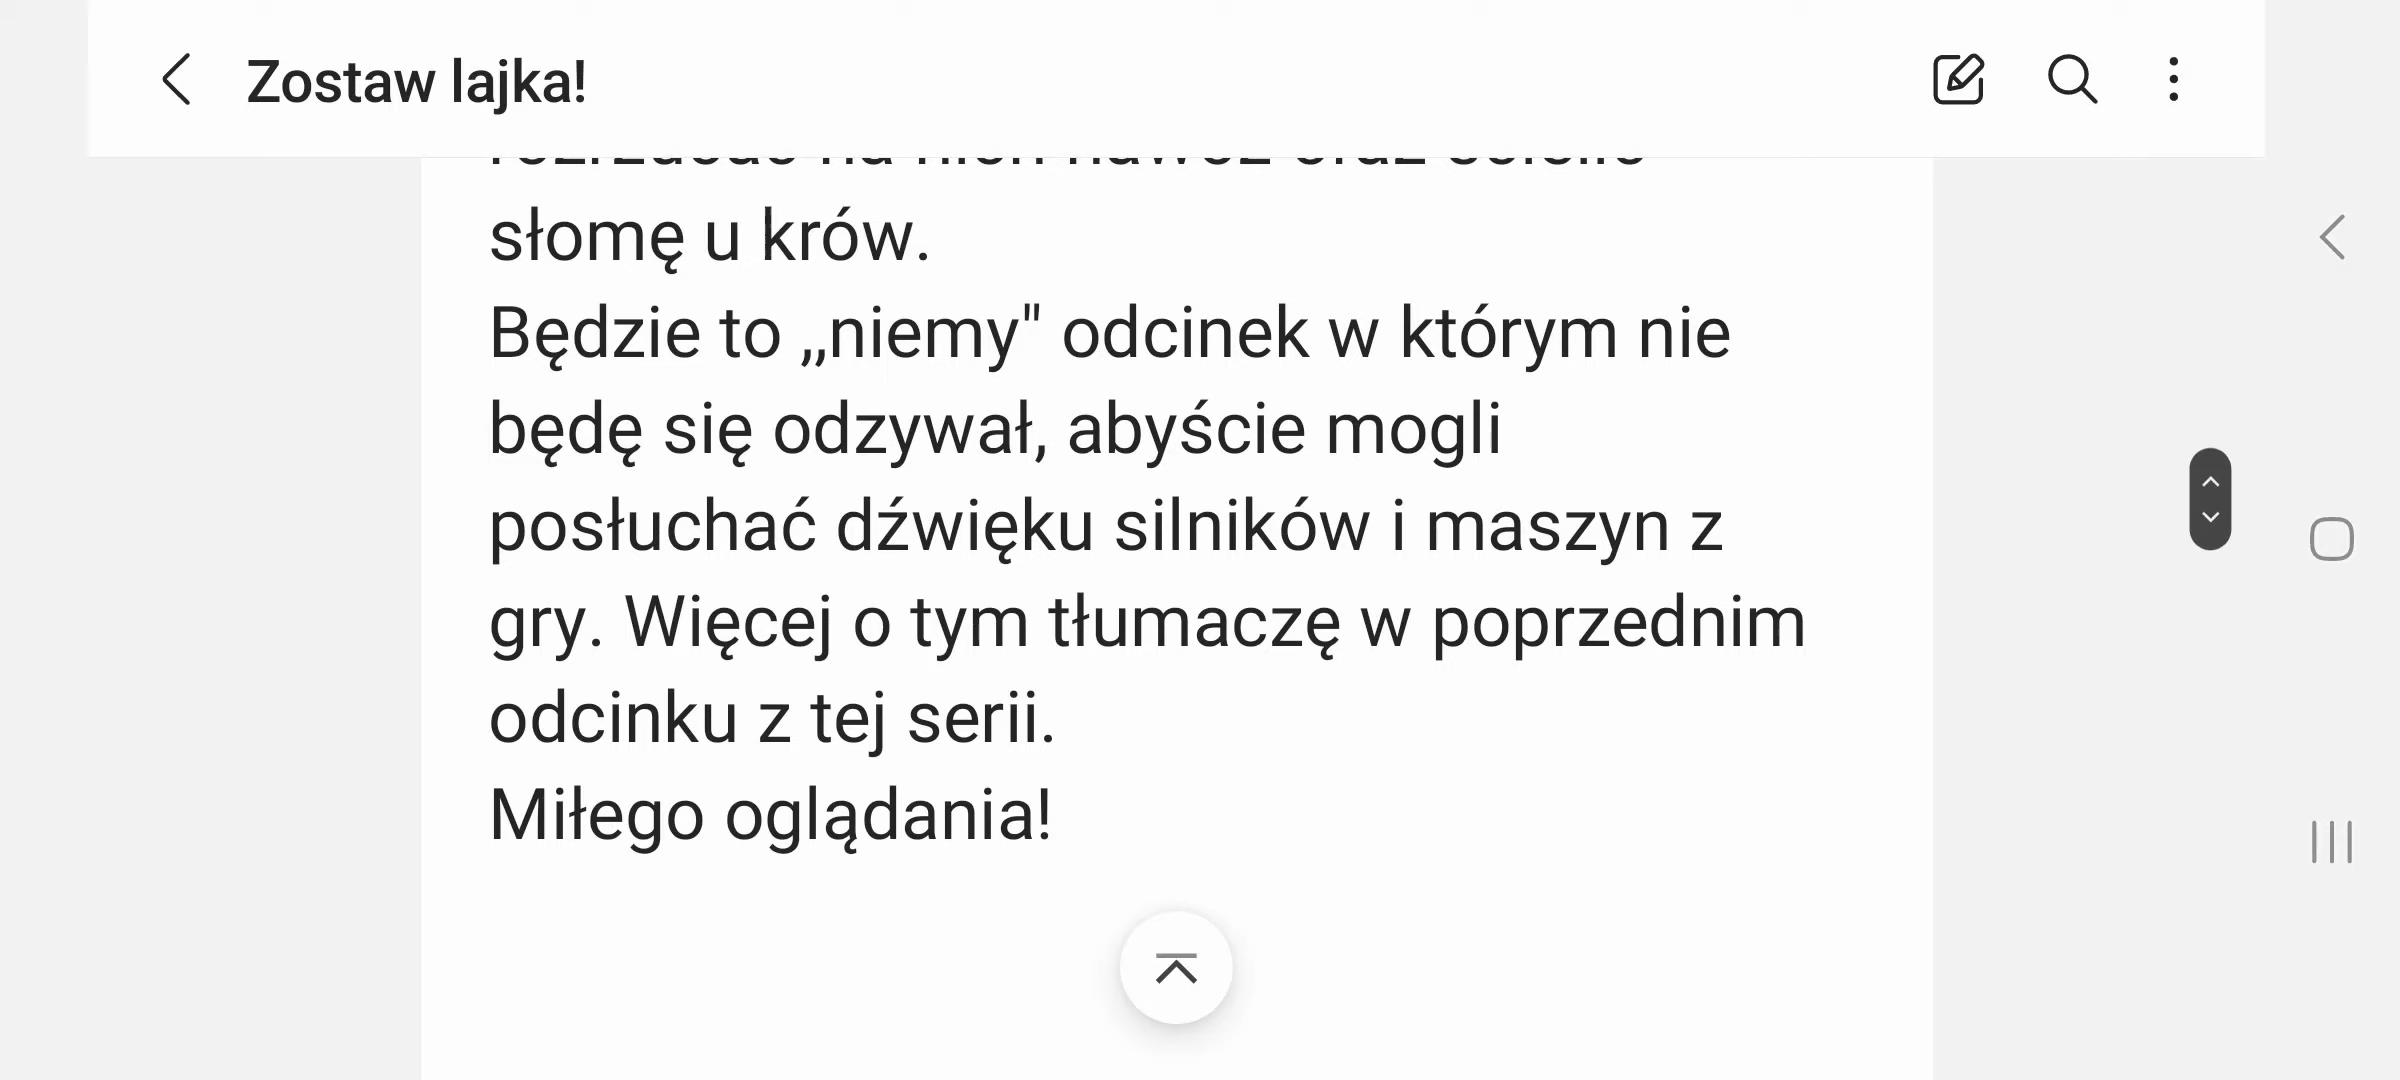 Zostaw lajka!
słomę u krów.
Będzie to ,,niemy" odcinek w którym nie
będę się odzywał, abyście mogli
posłuchać dźwięku silników i maszyn z
gry. Więcej o tym tłumaczę w poprzednim
odcinku z tej serii.
Miłego oglądania!